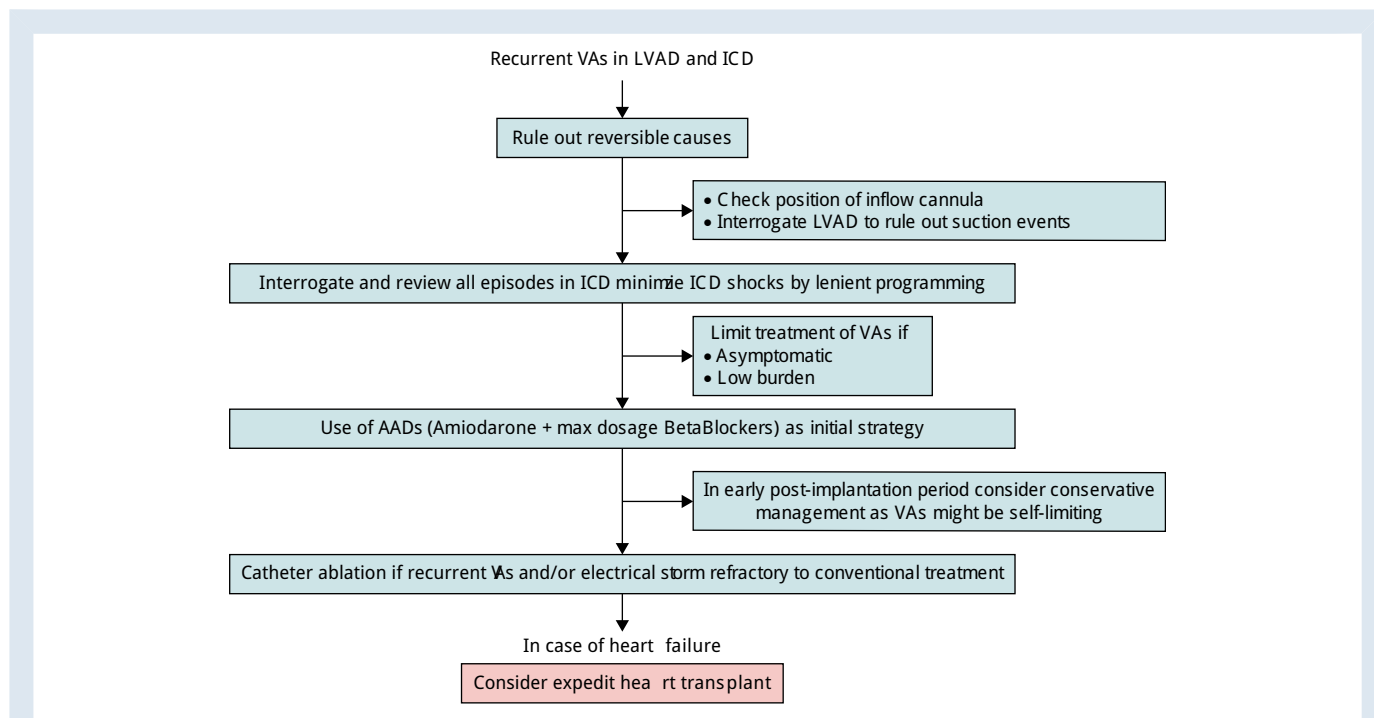 Recurrent VAs in LVAD and ICD
Rule out reversible causes
• Check position of inflow cannula
• Interrogate LVAD to rule out suction events
Interrogate and review all episodes in ICD minimzie ICD shocks by lenient programming
Limit treatment of VAs if
• Asymptomatic
• Low burden
Use of AADs (Amiodarone + max dosage BetaBlockers) as initial strategy
In early post-implantation period consider conservative
management as VAs might be self-limiting
Catheter ablation if recurrent VAs and/or electrical storm refractory to conventional treatment
In case of heart failure
Consider expedit hea rt transplant